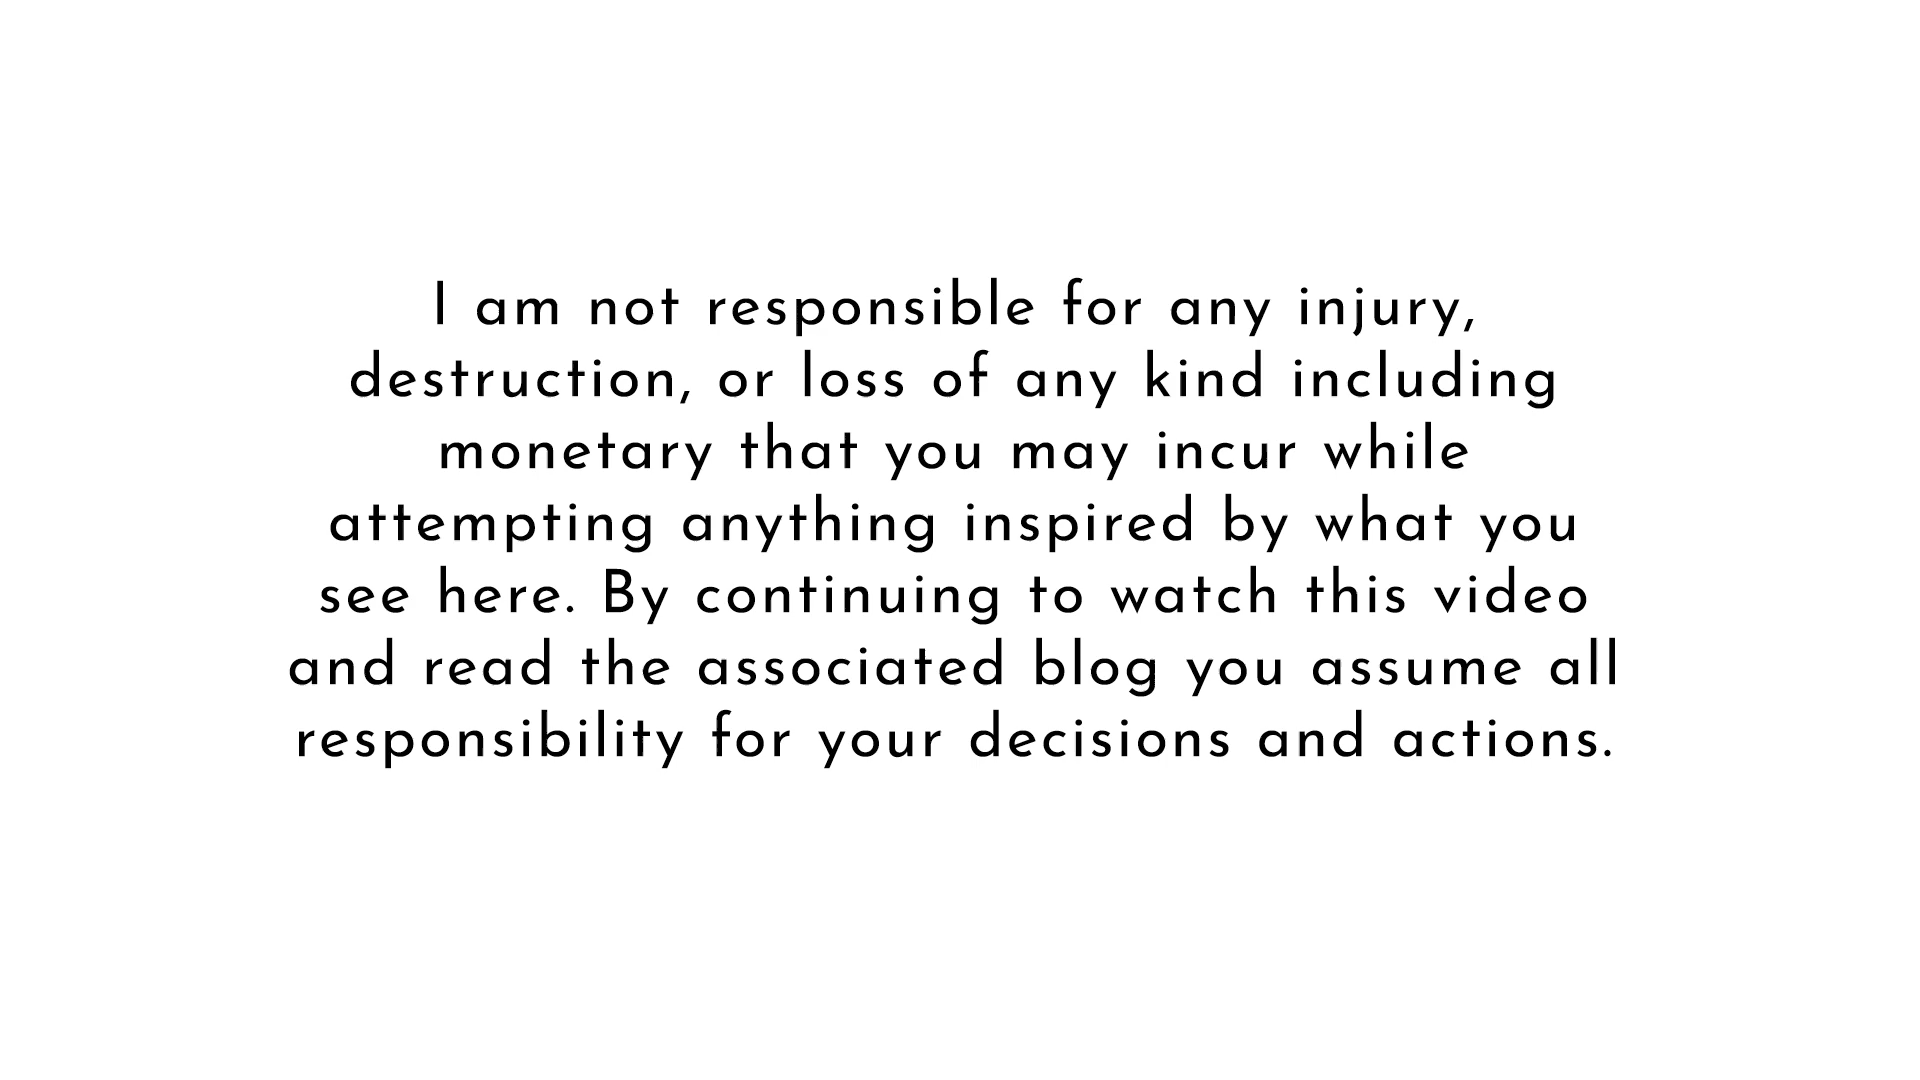 I am not responsible for any injury,
destruction, or loss of any kind including
monetary that you may incur while
attempting anything inspired by what you
see here. By continuing to watch this video
and read the associated blog you assume all
responsibility for your decisions and actions.